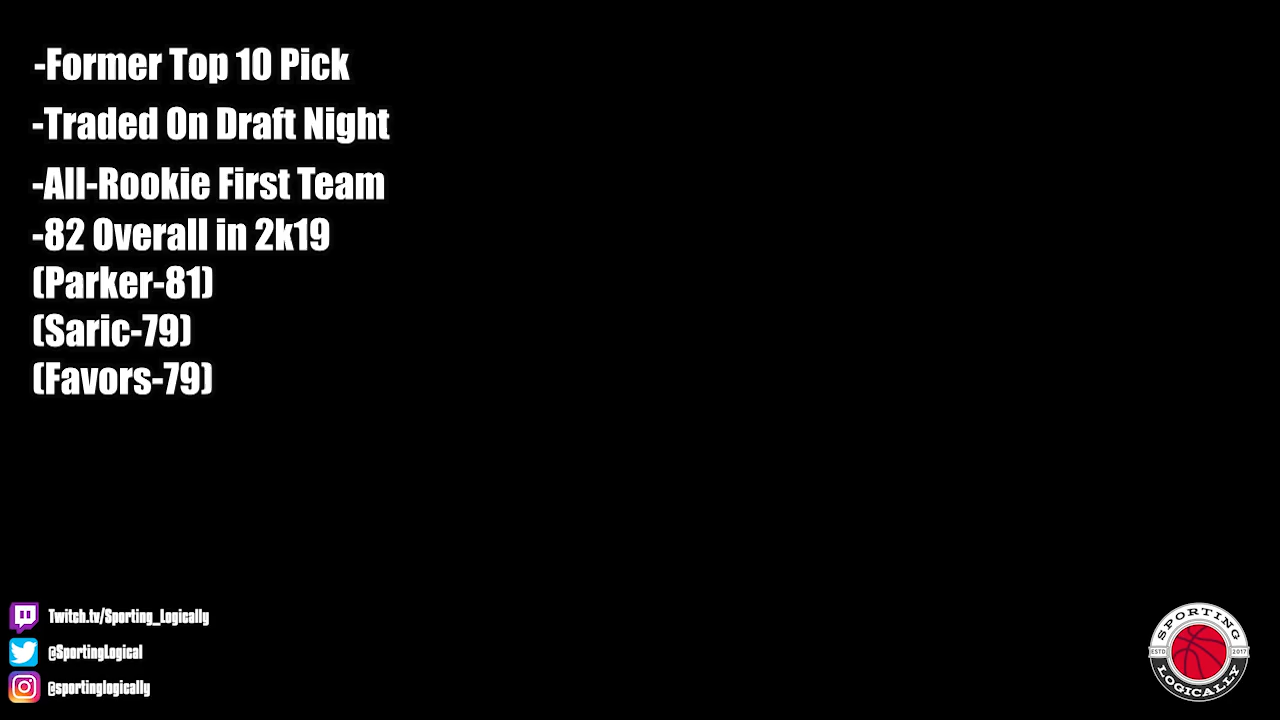 -Former Top 10 Pick
-Traded On Draft Night
-All-Rookie First Team
-82 Overall in 2k19
(Parker-81)
(Saric-79)
(Favors-79)
Twitch.tv/Sporting_Logically
@SportingLogical
@sportinglogically
SPORTING
ESTD 2017
LOGICALLY